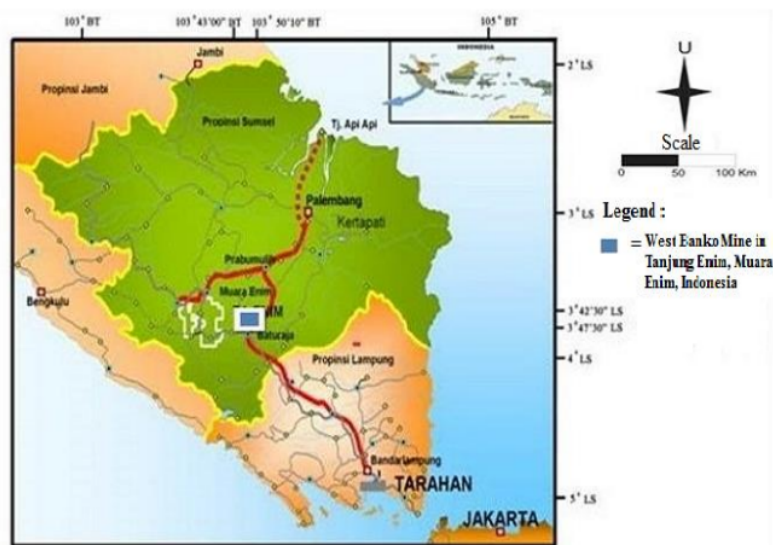 103° BT
103° 43'00" BT
103° 50'10" BT
105° BT
INDONESIA
Jambi
Propinsi Jambi
2° LS
U
Propinsi Sumsel
Tj. Api Api
Scale
0 50 100 Km
Palembang
Kertapati
3° LS
Legend :
= West Banko Mine in
Tanjung Enim, Muara
Enim, Indonesia
Prabumulih
Muara Enim
Bengkulu
3° 42'30" LS
3° 47'30" LS
Baturaja
Propinsi Lampung
4° LS
Bandarlampung
TARAHAN
5° LS
JAKARTA